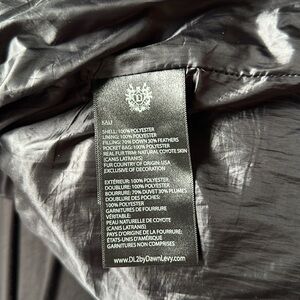 D
SHELL: 100% POLYESTER
LINING: 100% POLYESTER
FILLING: 70% DOWN 30% FEATHERS
POCKET BAG: 100% POLYESTER
REAL FUR TRIM NATURAL COYOTE SKIN
(CANIS LATRANS)
FUR COUNTRY OF ORIGIN: USA
EXCLUSIVE OF DECORATION
EXTÉRIEUR: 100% POLYESTER
DOUBLURE: 100% POLYESTER
BOURRURE: 70% DUVET 30% PLUMES
DOUBLURE DES POCHES:
100% POLYESTER
GARNITURES DE FOURRURE
VÉRITABLE:
PEAU NATURELLE DE COYOTE
(CANIS LATRANS)
PAYS D'ORIGINE DE LA FOURRURE:
ÉTATS-UNIS D'AMÉRIQUE
GARNITURES NON COMPRISES
www.DL2byDawnLevy.com